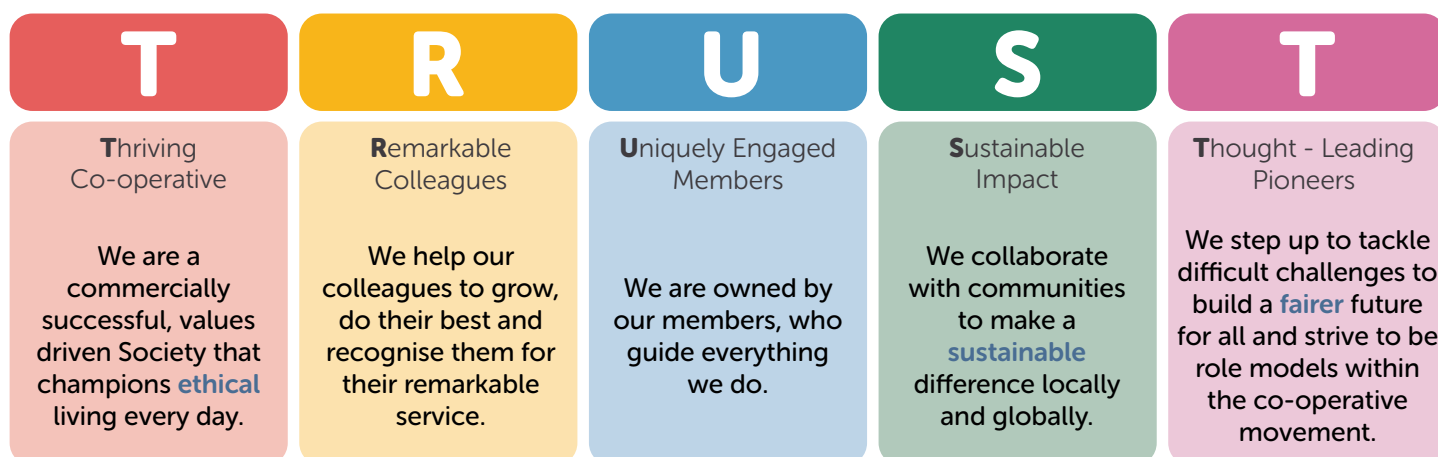 T
R
U
S
T
Thriving
Co-operative
We are a
commercially
successful, values
driven Society that
champions ethical
living every day.
Remarkable
Colleagues
We help our
colleagues to grow,
do their best and
recognise them for
their remarkable
service.
Uniquely Engaged
Members
We are owned by
our members, who
guide everything
we do.
Sustainable
Impact
We collaborate
with communities
to make a
sustainable
difference locally
and globally.
Thought - Leading
Pioneers
We step up to tackle
difficult challenges to
build a fairer future
for all and strive to be
role models within
the co-operative
movement.